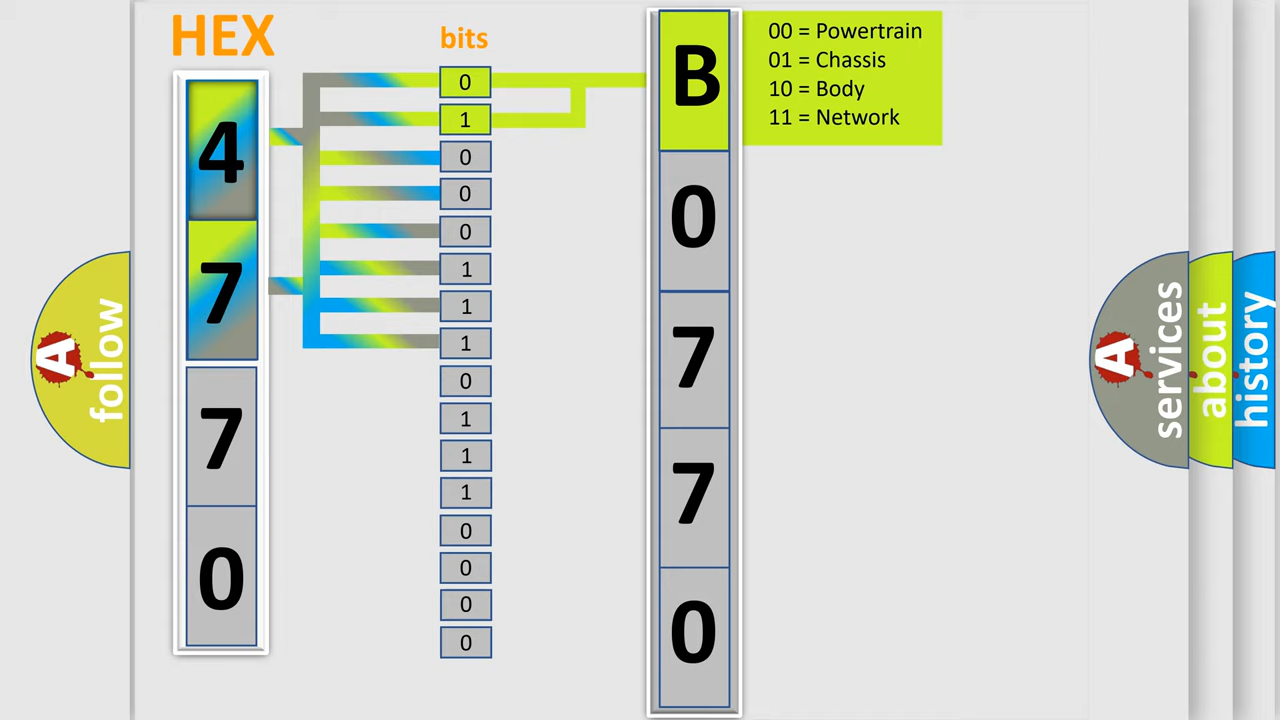 HEX
bits
4
7
7
0
0
1
0
0
0
1
1
1
0
1
1
1
0
0
0
0
B
0
7
7
0
00 = Powertrain
01 = Chassis
10 = Body
11 = Network
A
follow
A
services
about
history